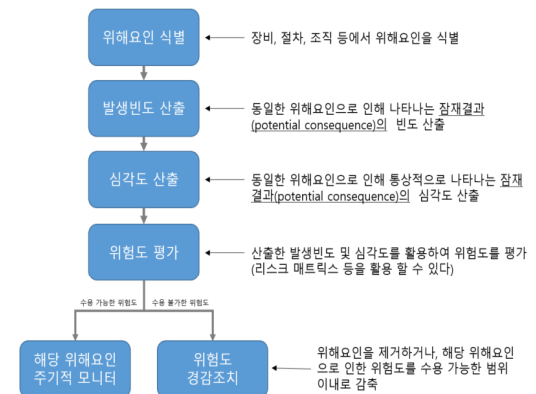 위해요인 식별
장비, 절차, 조직 등에서 위해요인을 식별
발생빈도 산출
동일한 위해요인으로 인해 나타나는 잠재결과
(potential consequence)의 빈도 산출
심각도 산출
동일한 위해요인으로 인해 통상적으로 나타나는 잠재
결과(potential consequence)의 심각도 산출
위험도 평가
산출한 발생빈도 및 심각도를 활용하여 위험도를 평가
(리스크 매트릭스 등을 활용 할 수 있다)
수용 가능한 위험도
수용 불가한 위험도
해당 위해요인
주기적 모니터
위험도
경감조치
위해요인을 제거하거나, 해당 위해요인
으로 인한 위험도를 수용 가능한 범위
이내로 감축